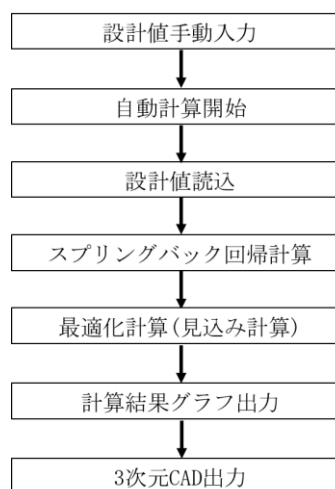 設計値手動入力
自動計算開始
設計値読込
スプリングバック回帰計算
最適化計算(見込み計算)
計算結果グラフ出力
3次元CAD出力